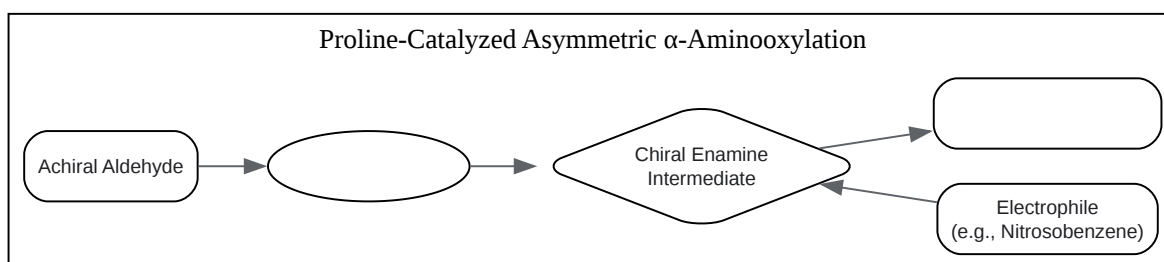 Proline-Catalyzed Asymmetric α-Aminooxylation
Achiral Aldehyde
Chiral Enamine
Intermediate
Electrophile
(e.g., Nitrosobenzene)